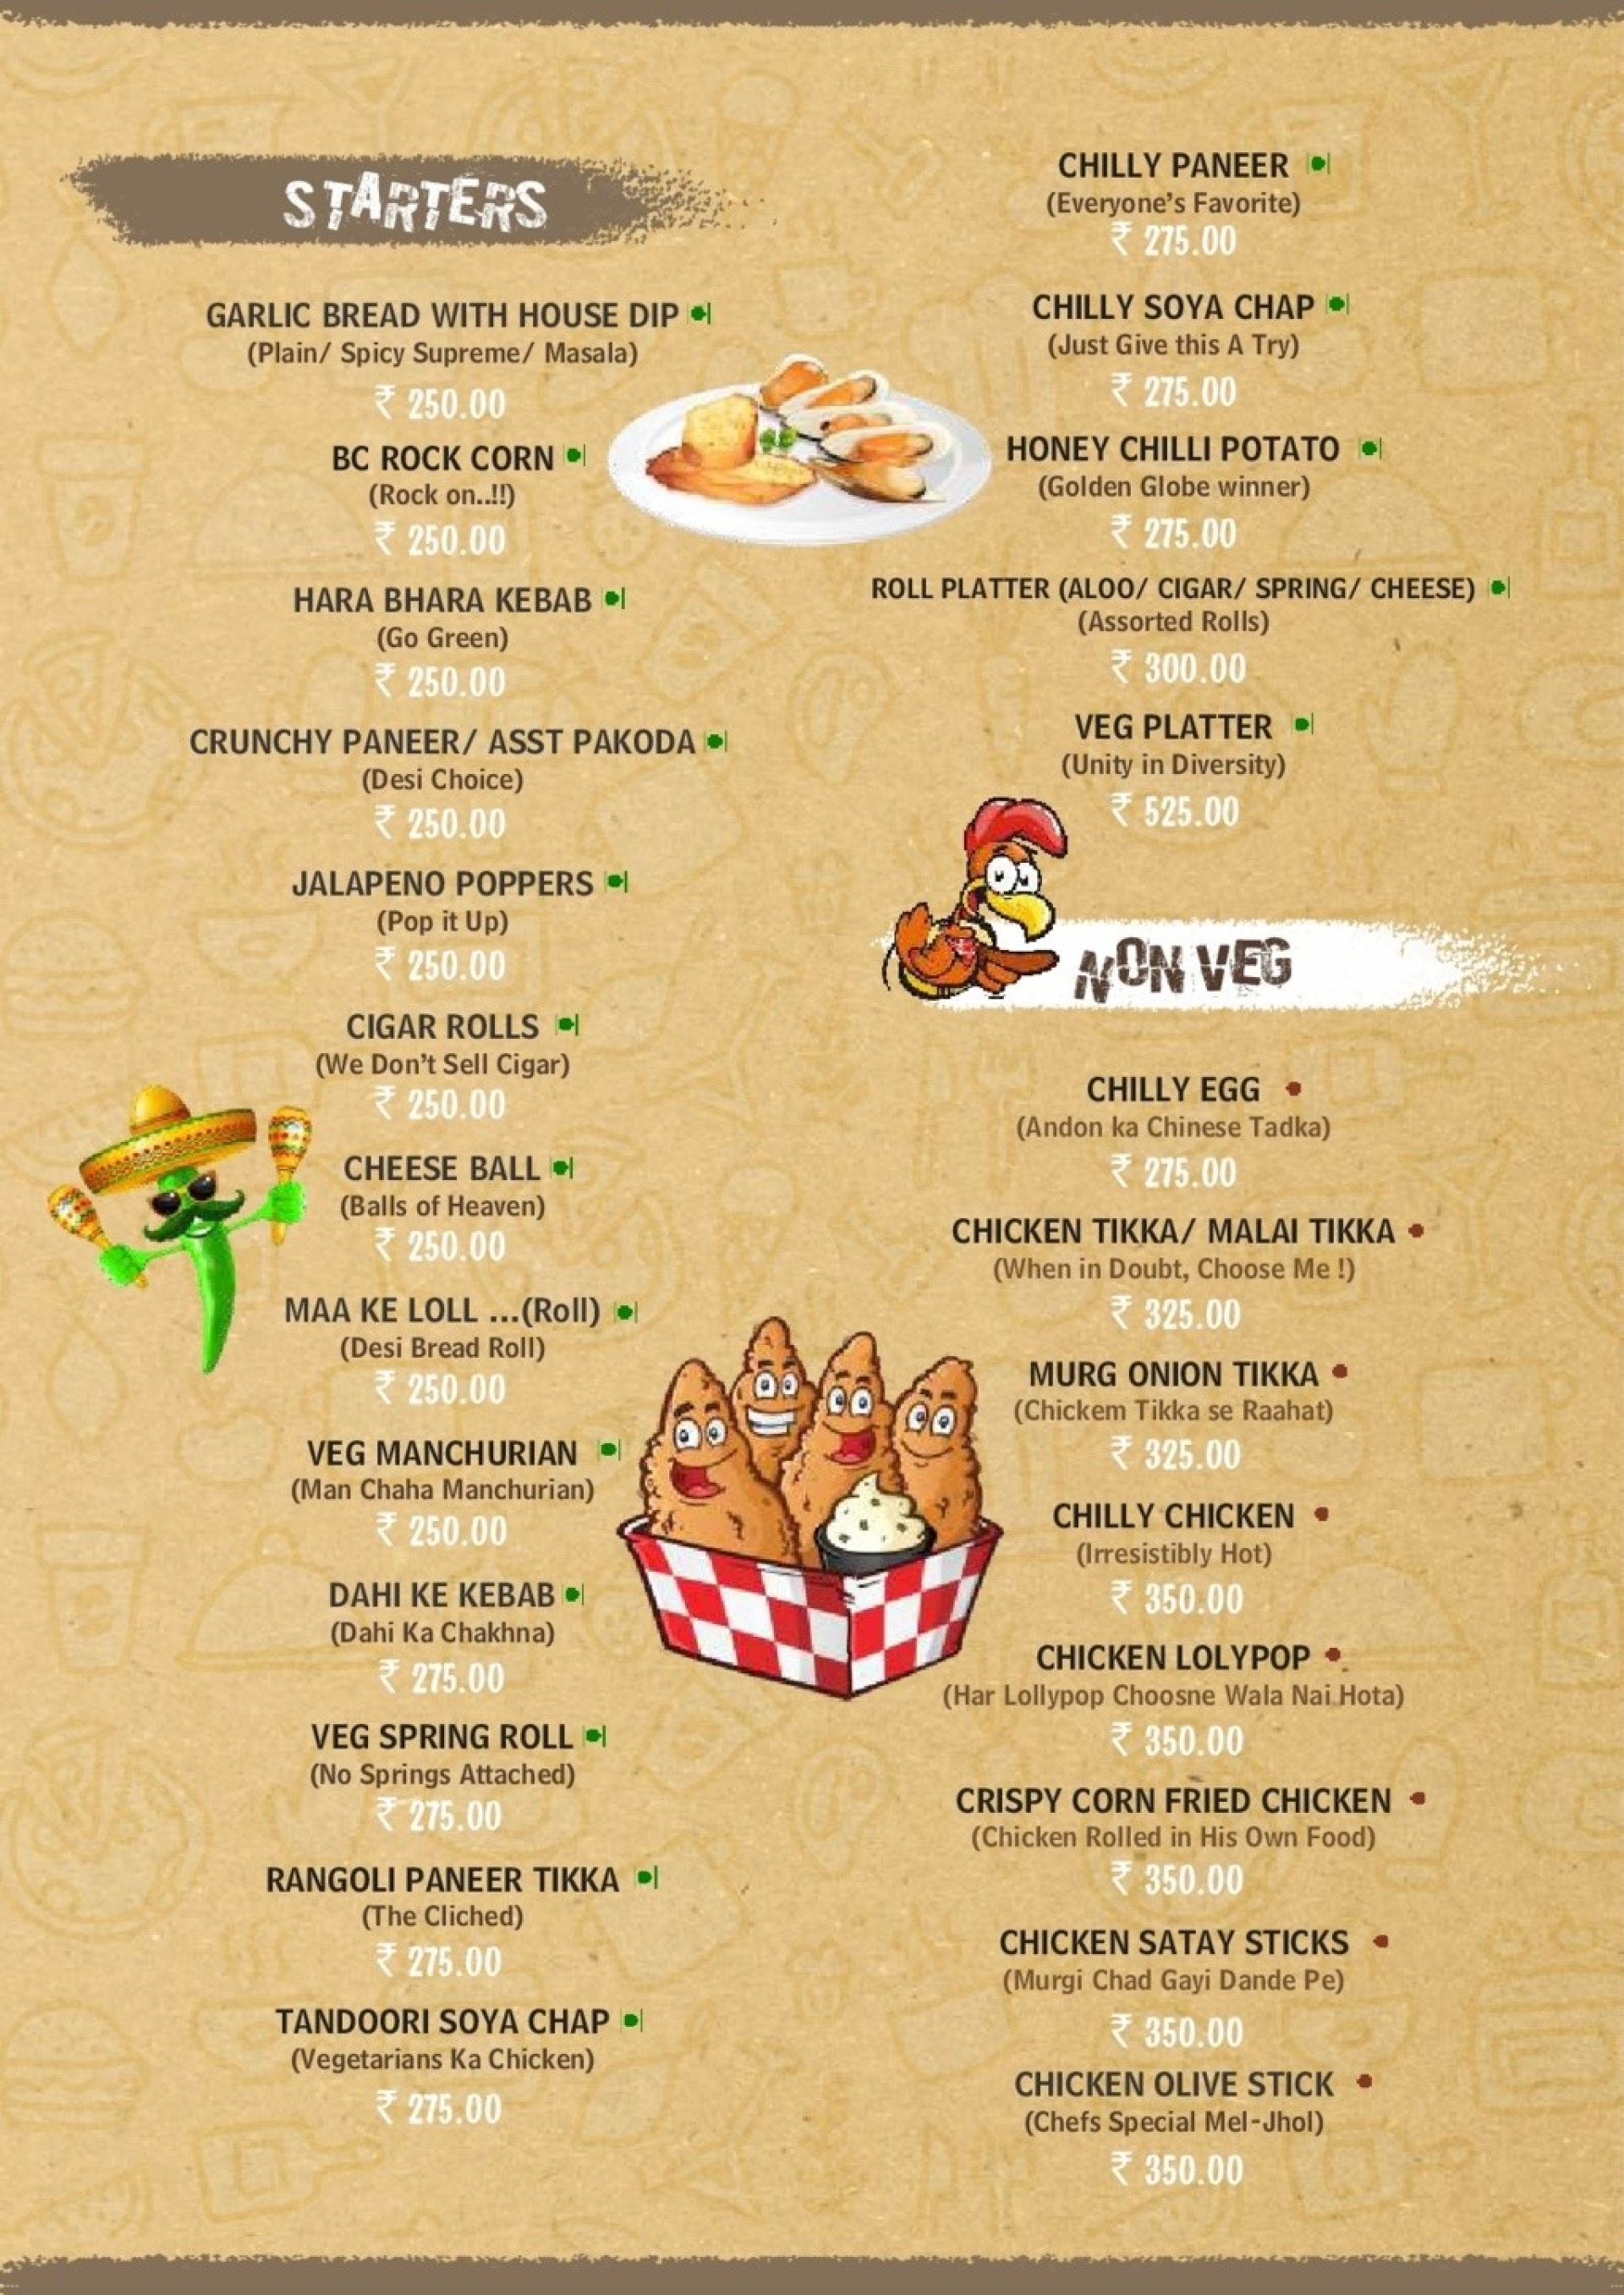 STARTERS
GARLIC BREAD WITH HOUSE DIP
(Plain/ Spicy Supreme/ Masala)
₹ 250.00
BC ROCK CORN
(Rock on..!!)
₹ 250.00
HARA BHARA KEBAB
(Go Green)
₹ 250.00
CRUNCHY PANEER/ ASST PAKODA
(Desi Choice)
₹ 250.00
JALAPENO POPPERS
(Pop it Up)
₹ 250.00
CIGAR ROLLS
(We Don't Sell Cigar)
₹ 250.00
CHEESE BALL
(Balls of Heaven)
₹ 250.00
MAA KE LOLL ...(Roll)
(Desi Bread Roll)
₹ 250.00
VEG MANCHURIAN
(Man Chaha Manchurian)
₹ 250.00
DAHI KE KEBAB
(Dahi Ka Chakhna)
₹ 275.00
VEG SPRING ROLL
(No Springs Attached)
₹ 275.00
RANGOLI PANEER TIKKA
(The Cliched)
₹ 275.00
TANDOORI SOYA CHAP
(Vegetarians Ka Chicken)
₹ 275.00
CHILLY PANEER
(Everyone's Favorite)
₹ 275.00
CHILLY SOYA CHAP
(Just Give this A Try)
₹ 275.00
HONEY CHILLI POTATO
(Golden Globe winner)
₹ 275.00
ROLL PLATTER (ALOO/ CIGAR/ SPRING/ CHEESE)
(Assorted Rolls)
₹ 300.00
VEG PLATTER
(Unity in Diversity)
₹ 525.00
NON VEG
CHILLY EGG
(Andon ka Chinese Tadka)
₹ 275.00
CHICKEN TIKKA/ MALAI TIKKA
(When in Doubt, Choose Me !)
₹ 325.00
MURG ONION TIKKA
(Chickem Tikka se Raahat)
₹ 325.00
CHILLY CHICKEN
(Irresistibly Hot)
₹ 350.00
CHICKEN LOLYPOP
(Har Lollypop Choosne Wala Nai Hota)
₹ 350.00
CRISPY CORN FRIED CHICKEN
(Chicken Rolled in His Own Food)
₹ 350.00
CHICKEN SATAY STICKS
(Murgi Chad Gayi Dande Pe)
₹ 350.00
CHICKEN OLIVE STICK
(Chefs Special Mel-Jhol)
₹ 350.00